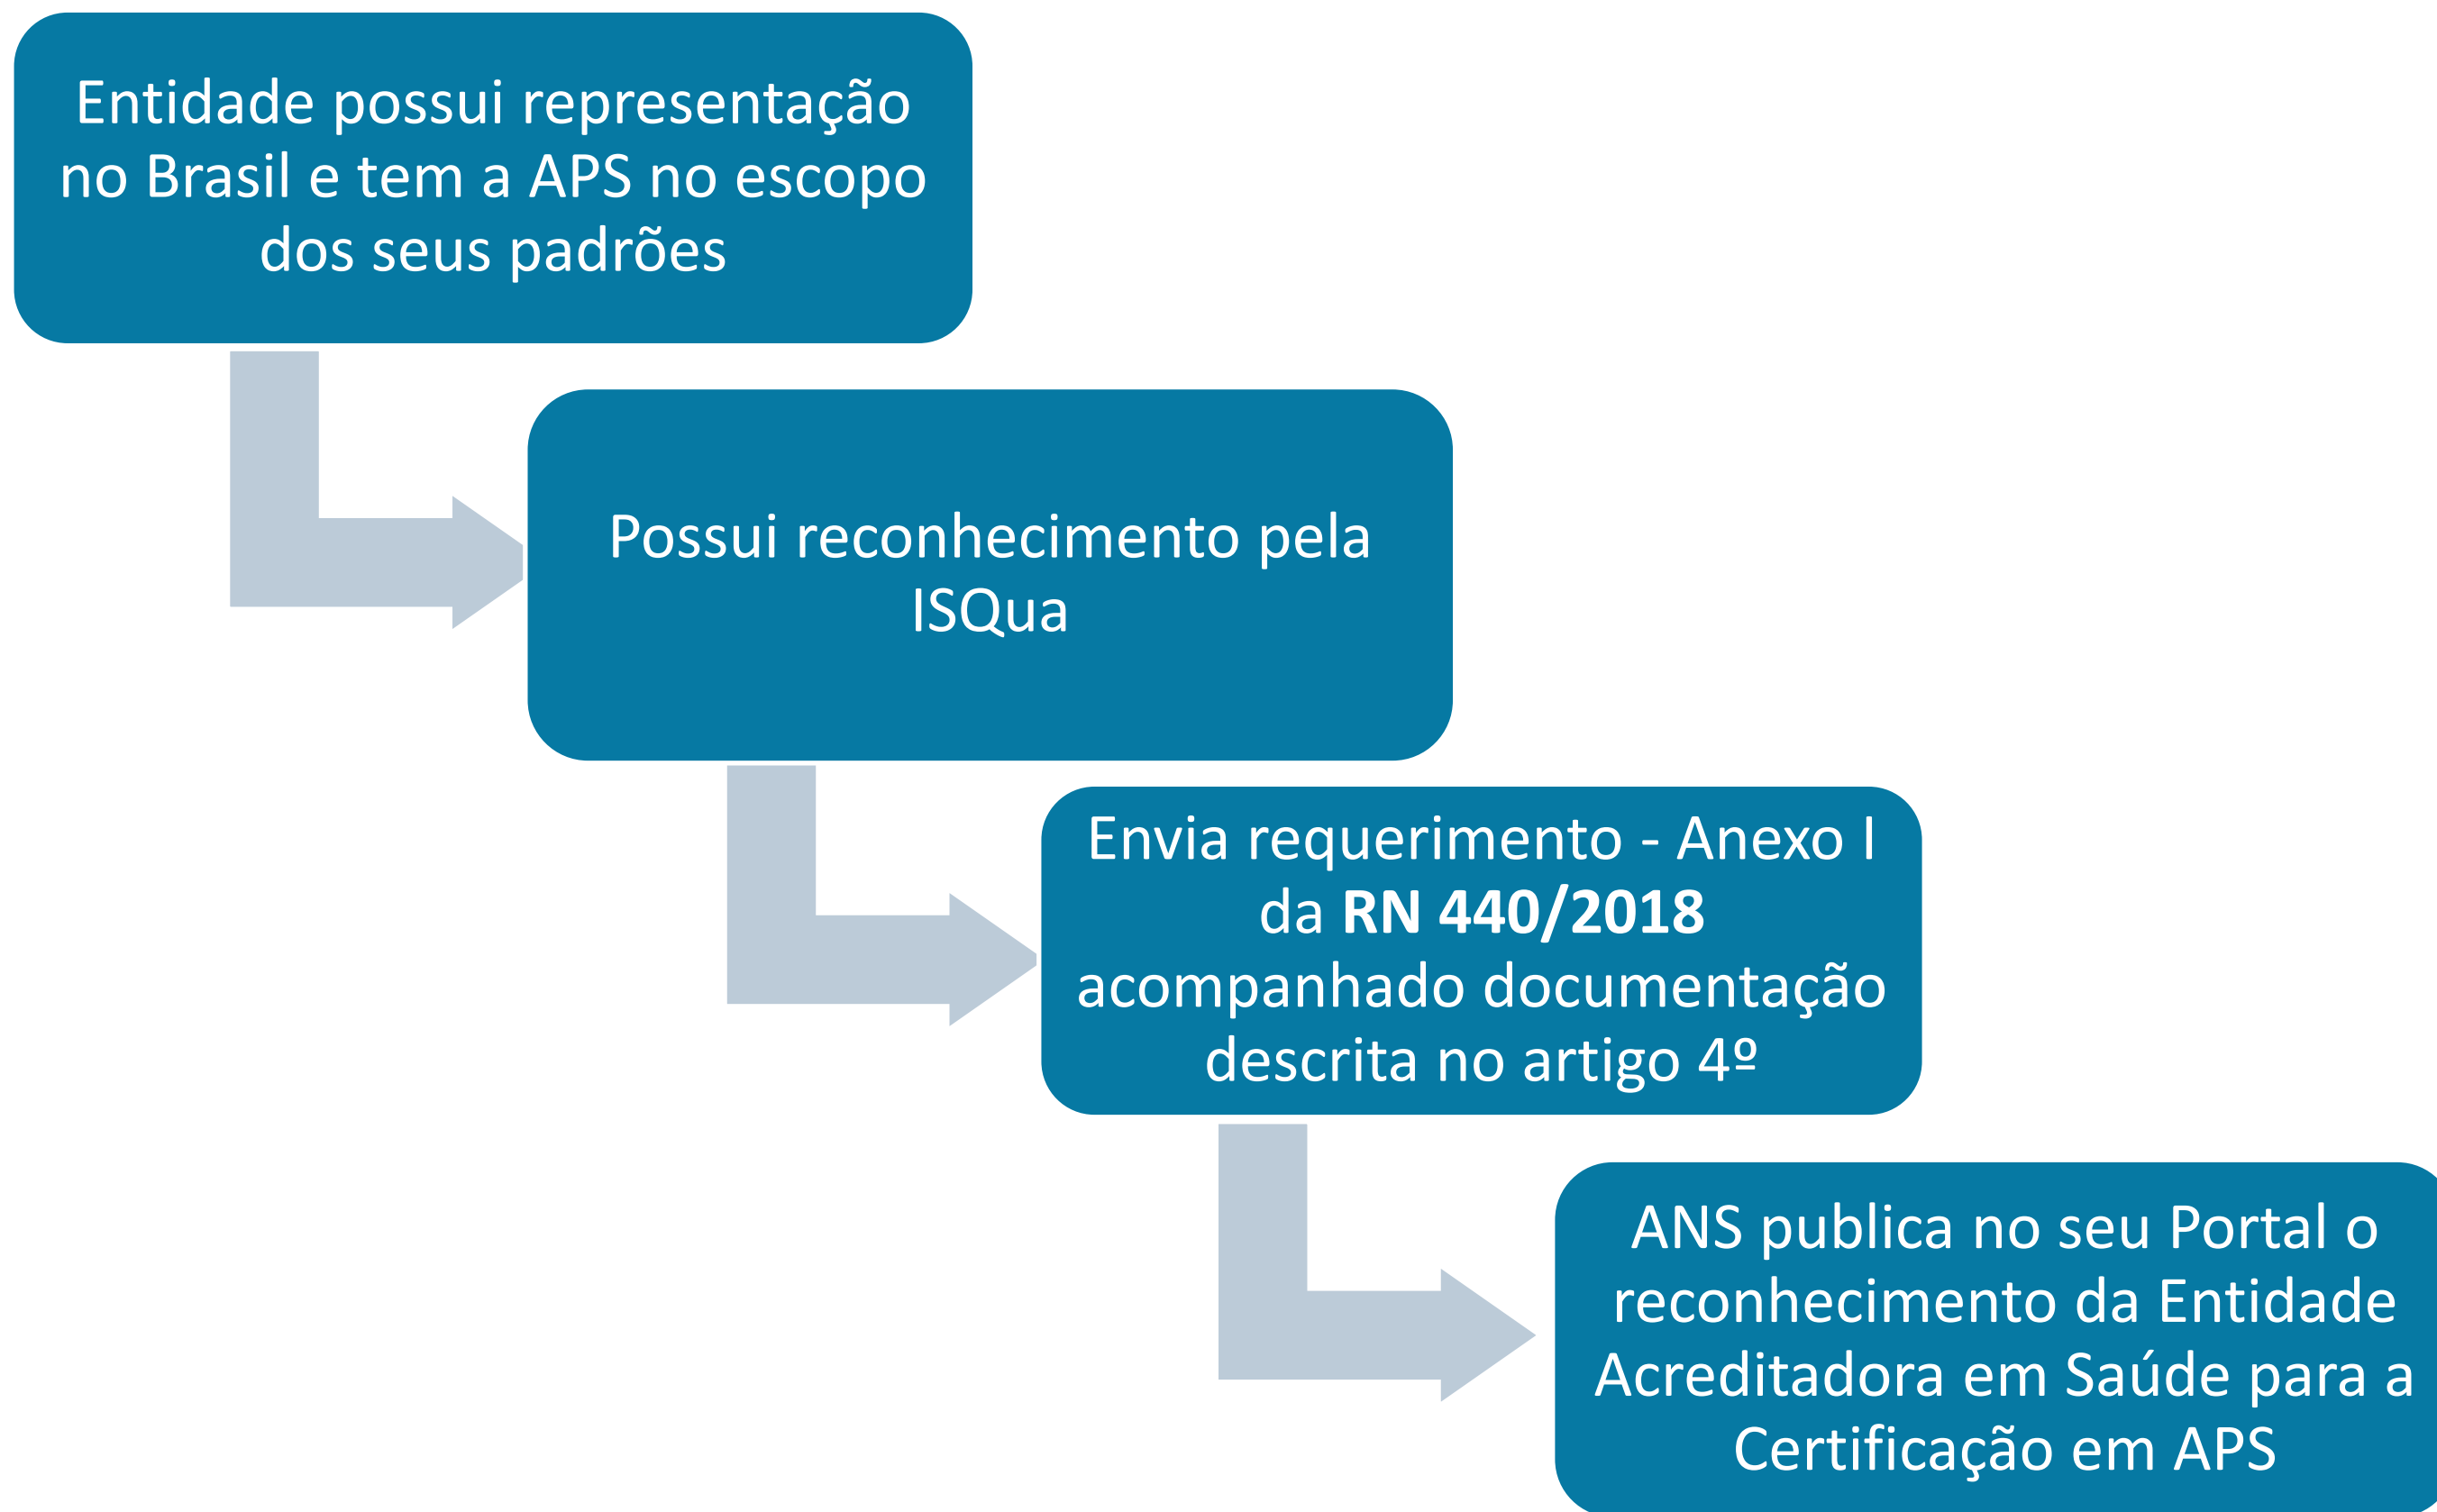 Entidade possui representação
no Brasil e tem a APS no escopo
dos seus padrões
Possui reconhecimento pela
ISQua
Envia requerimento - Anexo I
da RN 440/2018
acompanhado documentação
descrita no artigo 4º
ANS publica no seu Portal o
reconhecimento da Entidade
Acreditadora em Saúde para a
Certificação em APS